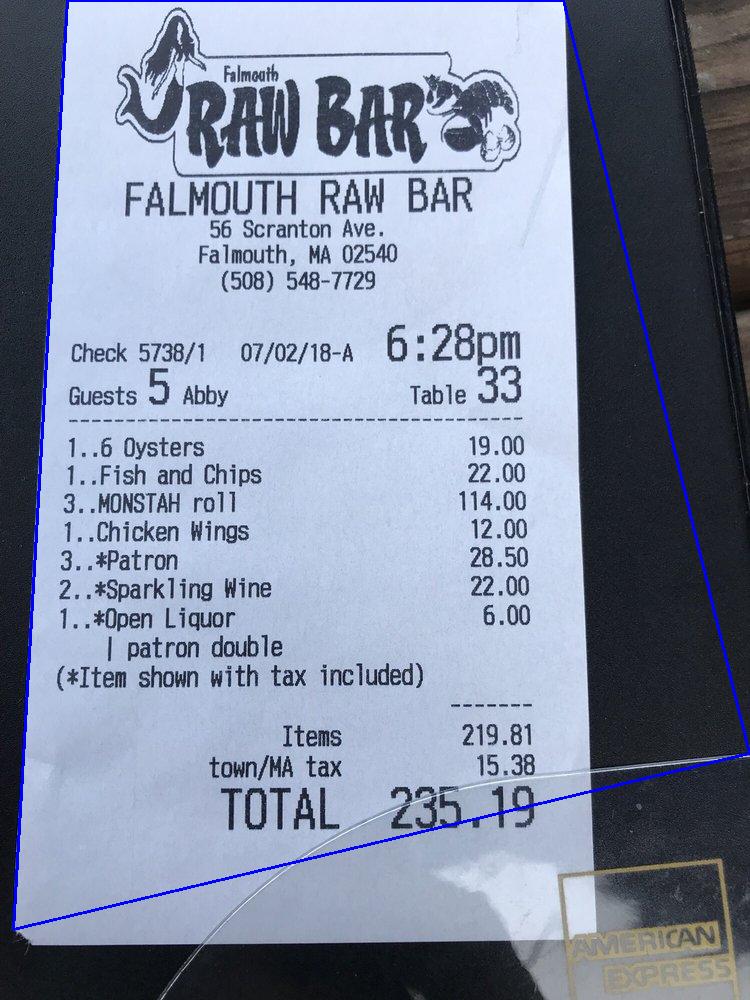 Falmouth
RAW BAR
FALMOUTH RAW BAR
56 Scranton Ave.
Falmouth, MA 02540
(508) 548-7729
Check 5738/1 07/02/18-A 6:28pm
Guests 5 Abby Table 33
--------------------------------
1..6 Oysters 19.00
1..Fish and Chips 22.00
3..MONSTAH roll 114.00
1..Chicken Wings 12.00
3..*Patron 28.50
2..*Sparkling Wine 22.00
1..*Open Liquor 6.00
| patron double
(*Item shown with tax included)
-------
Items 219.81
town/MA tax 15.38
TOTAL 235.19
AMERICAN
EXPRESS